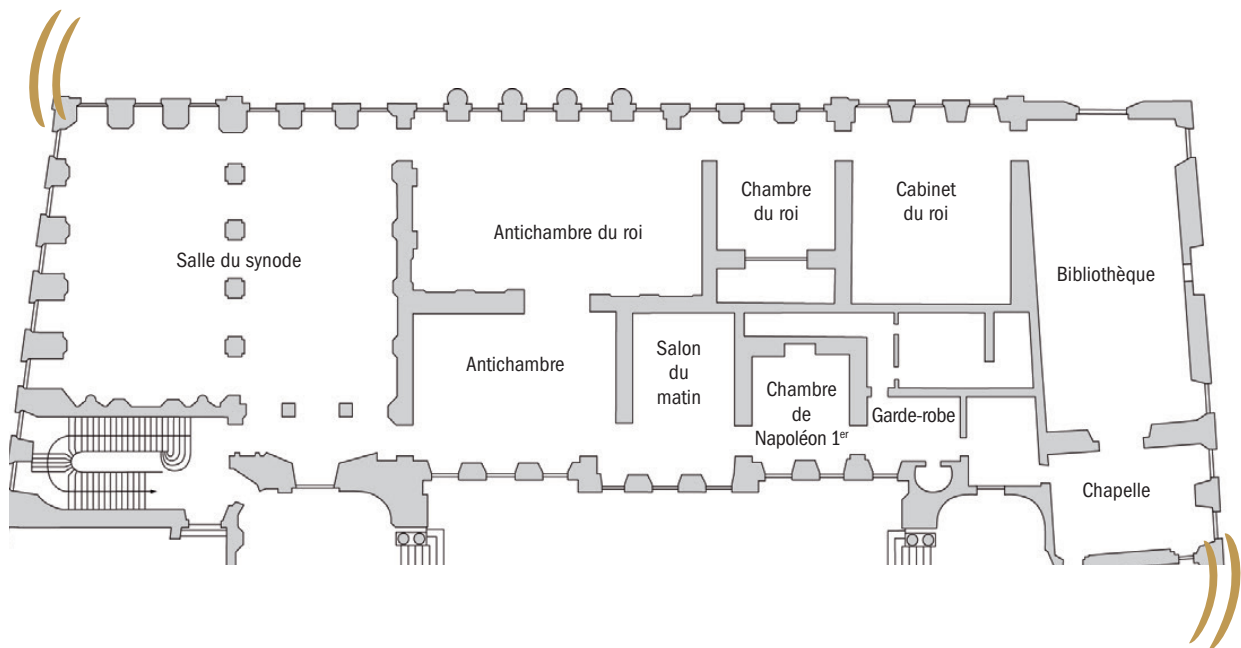 Chambre
du roi
Cabinet
du roi
Antichambre du roi
Salle du synode
Bibliothèque
Antichambre
Salon
du
matin
Chambre
de
Napoléon 1er
Garde-robe
Chapelle